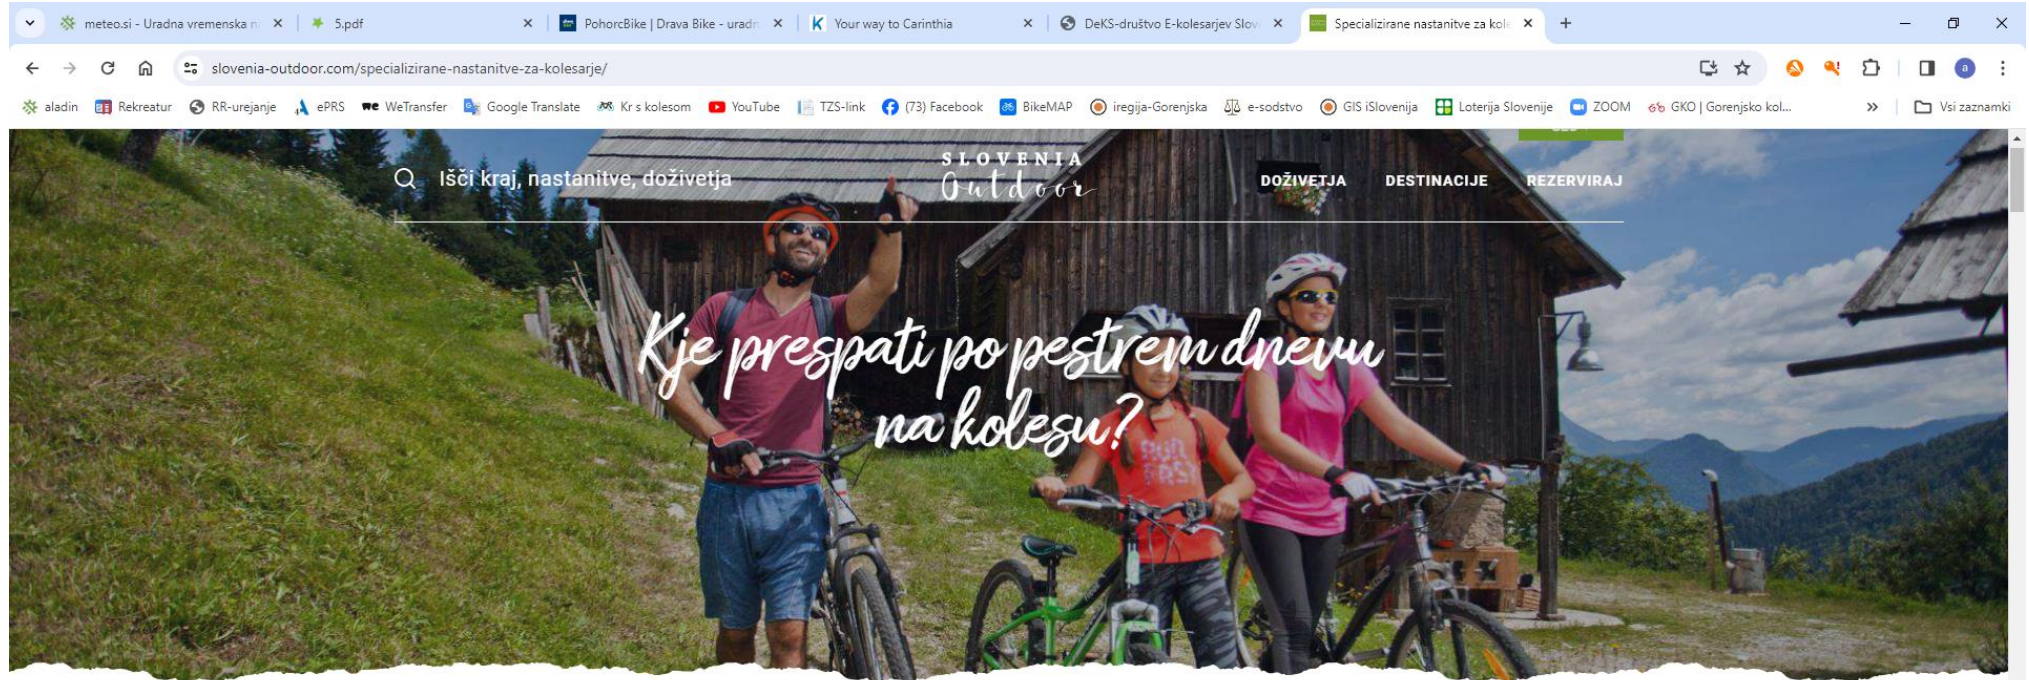 meteo.si - Uradna vremenska n
5.pdf
PohorcBike | Drava Bike - uradn
Your way to Carinthia
DeKS-društvo E-kolesarjev Slov
Specializirane nastanitve za kole
slovenia-outdoor.com/specializirane-nastanitve-za-kolesarje/
a
aladin
Rekreatur
RR-urejanje
ePRS
WeTransfer
Google Translate
Kr s kolesom
YouTube
TZS-link
(73) Facebook
BikeMAP
iregija-Gorenjska
e-sodstvo
GIS iSlovenija
Loterija Slovenije
ZOOM
GKO | Gorenjsko kol...
Vsi zaznamki
Išči kraj, nastanitve, doživetja
SLOVENIA
Outdoor
DOŽIVETJA
DESTINACIJE
REZERVIRAJ
Kje prespati po pestrem dnevu
na kolesu?
RUN
FIRST